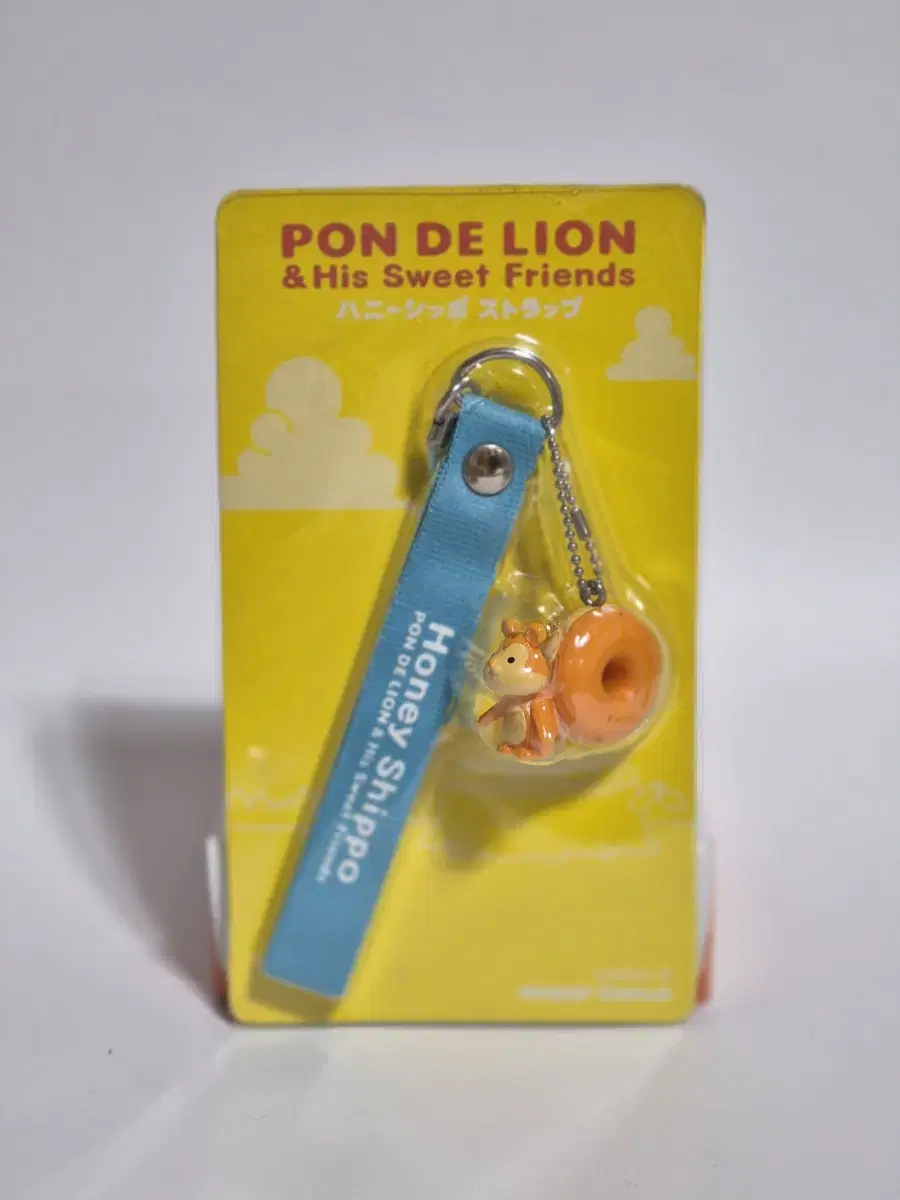 PON DE LION
& His Sweet Friends
ハニーシッポ ストラップ
Honey Shippo
PON DE LION & His Sweet Friends